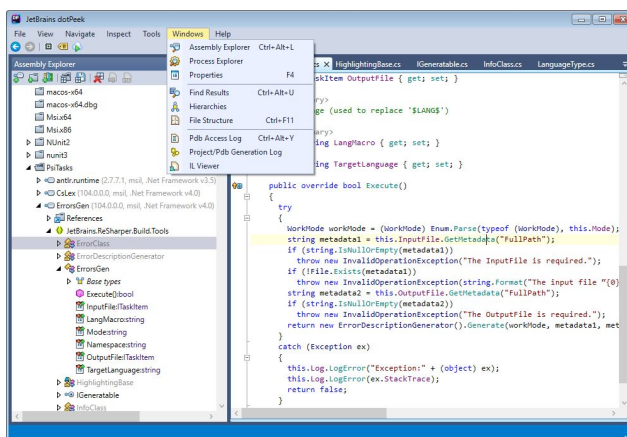 JetBrains dotPeek
File View Navigate Inspect Tools Windows Help
Assembly Explorer
macos-x64
macos-x64.dbg
Msi.x64
Msi.x86
NUnit2
nunit3
PsiTasks
antlr.runtime (2.7.7.1, msil, .Net Framework v3.5)
CsLex (104.0.0.0, msil, .Net Framework v4.0)
ErrorsGen (104.0.0.0, msil, .Net Framework v4.0)
References
JetBrains.ReSharper.Build.Tools
ErrorClass
ErrorDescriptionGenerator
ErrorsGen
Base types
Execute():bool
InputFile:ITaskItem
LangMacro:string
Mode:string
Namespace:string
OutputFile:ITaskItem
TargetLanguage:string
HighlightingBase
IGeneratable
InfoClass
Assembly Explorer Ctrl+Alt+L
Process Explorer
Properties F4
Find Results Ctrl+Alt+U
Hierarchies
File Structure Ctrl+F11
Pdb Access Log Ctrl+Alt+Y
Project/Pdb Generation Log
IL Viewer
HighlightingBase.cs IGeneratable.cs InfoClass.cs LanguageType.cs
skItem OutputFile { get; set; }
ry>
ge (used to replace '$LANG$')
ary>
ing LangMacro { get; set; }
ing TargetLanguage { get; set; }
public override bool Execute()
{
try
{
WorkMode workMode = (WorkMode) Enum.Parse(typeof (WorkMode), this.Mode);
string metadata1 = this.InputFile.GetMetadata("FullPath");
if (string.IsNullOrEmpty(metadata1))
throw new InvalidOperationException("The InputFile is required.");
if (!File.Exists(metadata1))
throw new InvalidOperationException(string.Format("The input file “{0}
string metadata2 = this.OutputFile.GetMetadata("FullPath");
if (string.IsNullOrEmpty(metadata2))
throw new InvalidOperationException("The OutputFile is required.");
return new ErrorDescriptionGenerator().Generate(workMode, metadata1, met
}
catch (Exception ex)
{
this.Log.LogError("Exception:" + (object) ex);
this.Log.LogError(ex.StackTrace);
return false;
}